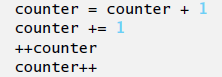 counter = counter + 1
counter += 1
++counter
counter++